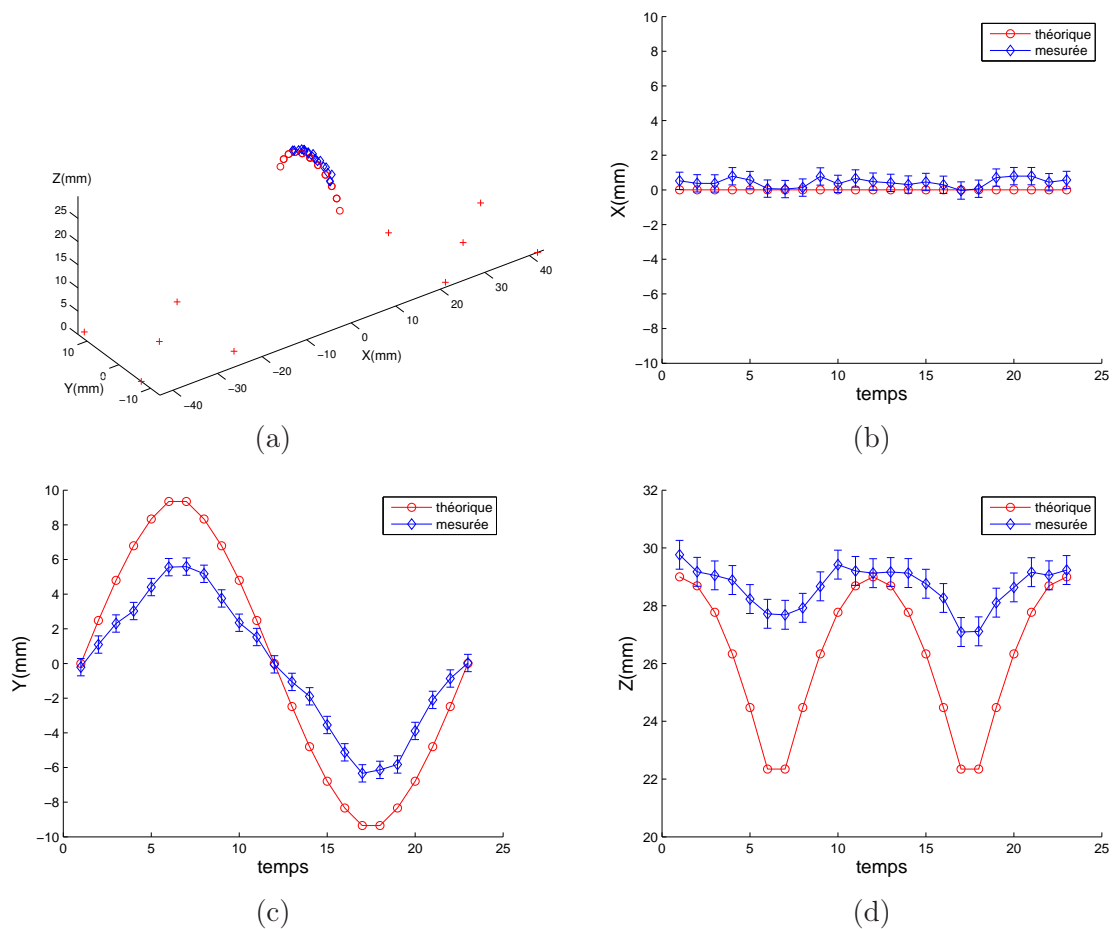 Z(mm)
25
20
15
10
5
0
10
0
−10
Y(mm)
−40
−30
−20
−10
0
10
20
30
40
X(mm)
(a)
10
8
6
4
2
0
−2
−4
−6
−8
−10
X(mm)
0 5 10 15 20 25
temps
théorique
mesurée
(b)
10
8
6
4
2
0
−2
−4
−6
−8
−10
Y(mm)
0 5 10 15 20 25
temps
théorique
mesurée
(c)
32
30
28
26
24
22
20
Z(mm)
0 5 10 15 20 25
temps
théorique
mesurée
(d)